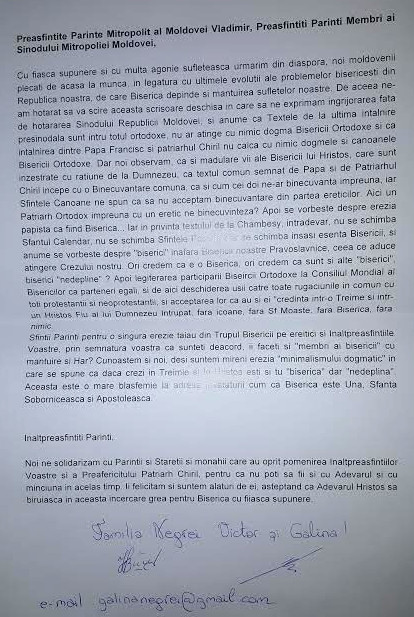 Preasfintite Parinte Mitropolit al Moldovei Vladimir, Preasfintiti Parinti Membri ai
Sinodului Mitropoliei Moldovei,
Cu fiasca supunere si cu multa agonie sufleteasca urmarim din diaspora, noi moldovenii
plecati de acasa la munca, in legatura cu ultimele evolutii ale problemelor bisericesti din
Republica noastra, de care Biserica depinde si mantuirea sufletelor noastre. De aceea ne-
am hotarat sa va scire aceasta scrisoare deschisa in care sa ne exprimam ingrijorarea fata
de hotararea Sinodului Republicii Moldovei, si anume ca Textele de la ultima intalnire
presinodala sunt intru totul ortodoxe, nu ar atinge cu nimic dogma Bisericii Ortodoxe si ca
intalnirea dintre Papa Francisc si patriarhul Chiril nu calca cu nimic dogmele si canoanele
Bisericii Ortodoxe. Dar noi observam, ca si madulare vii ale Bisericii lui Hristos, care sunt
inzestrate cu ratiune de la Dumnezeu, ca textul comun semnat de Papa si de Patriarhul
Chiril incepe cu o Binecuvantare comuna, ca si cum cei doi ne-ar binecuvanta impreuna, iar
Sfintele Canoane ne spun ca sa nu acceptam binecuvantare din partea ereticilor. Aici un
Patriarh Ortodox impreuna cu un eretic ne binecuvinteza? Apoi se vorbeste despre erezia
papista ca fiind Biserica... Iar in privinta textului de la Chambesy, intradevar, nu se schimba
Sfantul Calendar, nu se schimba Sfintele se schimba insasi esenta Bisericii, si
anume se vorbeste despre "biserici" inafara Bisericii noastre Pravoslavnice, ceea ce aduce
atingere Crezului nostru. Ori credem ca e o Biserica, ori credem ca sunt si alte "biserici",
biserici "nedepline" ? Apoi legiferarea participarii Biseircii Ortodoxe la Consiliul Mondial al
Bisericilor ca parteneri egali, si de aici deschiderea usii catre toate rugaciunile in comun cu
toti protestantii si neoprotestantii, si acceptarea lor ca au si ei "credinta intr-o Treime si intr-
un Hristos Fiu al lui Dumnezeu Intrupat, fara icoane, fara Sf Moaste, fara Biserica, fara
nimic.
Sfinti Parinti pentru o singura erezie taiau din Trupul Bisericii pe eretici si Inaltpreasfintiile
Voastre, prin semnatura voastra ca sunteti deacord, ii faceti si "membri ai bisericii" cu
mantuire si Har? Cunoastem si noi, desi suntem mireni erezia "minimalismului dogmatic" in
care se spune ca daca crezi in Treimie si in Hristos esti si tu "biserica" dar "nedeplina".
Aceasta este o mare blasfemie la adresa cum ca Biserica este Una, Sfanta
Soborniceasca si Apostoleasca.
Inaltpreasfintiti Parinti,
Noi ne solidarizam cu Parintii si Staretii si monahii care au oprit pomenirea Inaltpreasfintiilor
Voastre si a Preafericitului Patriarh Chiril, pentru ca nu poti sa fii si cu Adevarul si cu
minciuna in acelas timp. Ii felicitam si suntem alaturi de ei, asteptand ca Adevarul Hristos sa
biruiasca in aceasta incercare grea pentru Biserica cu fiiasca supunere.
Familia Negrei Victor și Galina!
e-mail galinanegrei@gmail.com